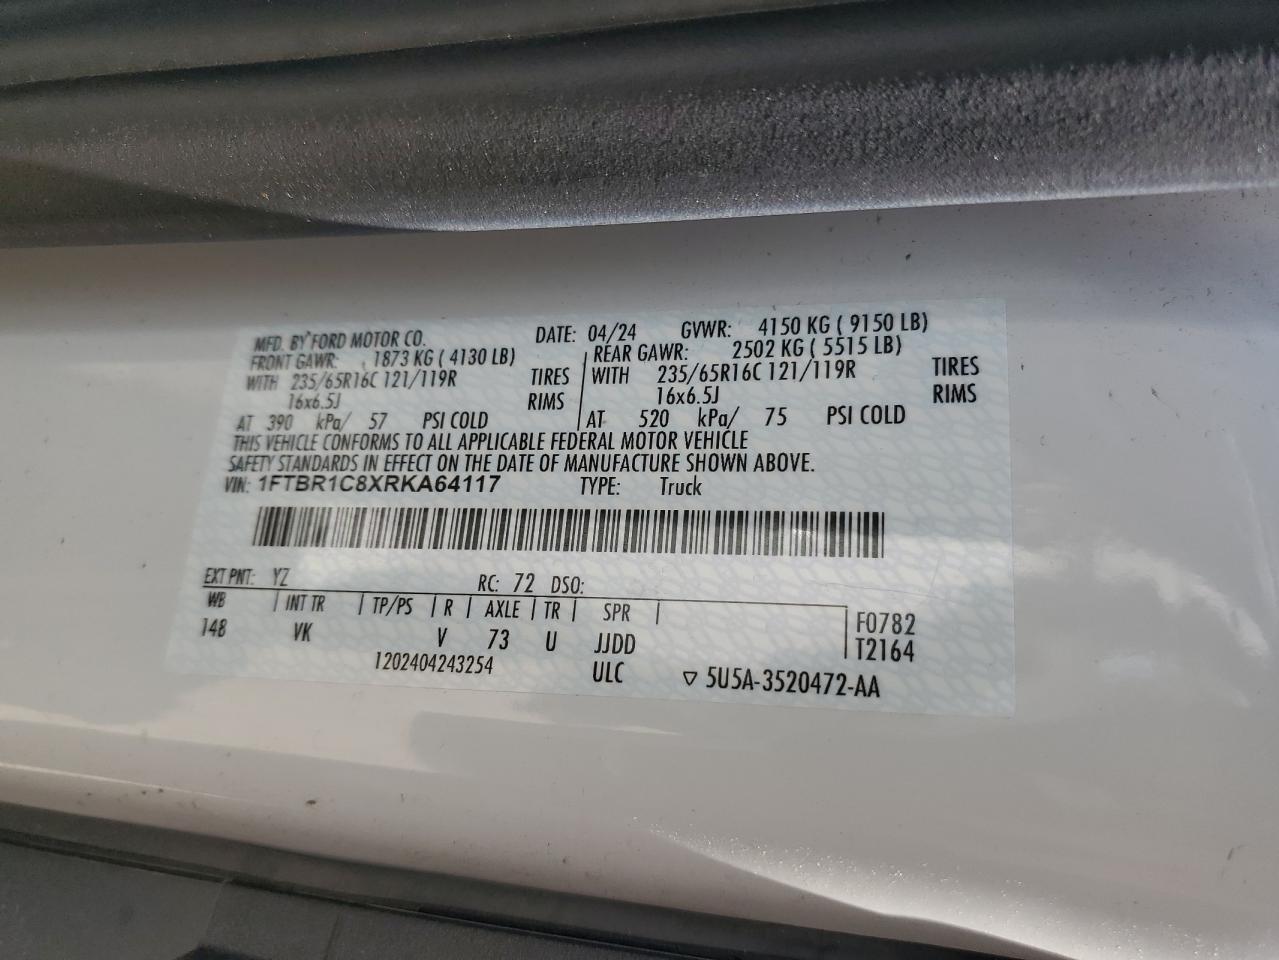 MFD. BY FORD MOTOR CO. DATE: 04/24 GVWR: 4150 KG ( 9150 LB)
FRONT GAWR: 1873 KG ( 4130 LB) REAR GAWR: 2502 KG ( 5515 LB)
WITH 235/65R16C 121/119R TIRES WITH 235/65R16C 121/119R TIRES
16x6.5J RIMS 16x6.5J RIMS
AT 390 kPa/ 57 PSI COLD AT 520 kPa/ 75 PSI COLD
THIS VEHICLE CONFORMS TO ALL APPLICABLE FEDERAL MOTOR VEHICLE
SAFETY STANDARDS IN EFFECT ON THE DATE OF MANUFACTURE SHOWN ABOVE.
VIN: 1FTBR1C8XRKA64117 TYPE: Truck
EXT PNT: YZ RC: 72 DSO:
WB INT TR TP/PS R AXLE TR SPR F0782
148 VK V 73 U JJDD T2164
1202404243254 ULC ▽ 5U5A-3520472-AA